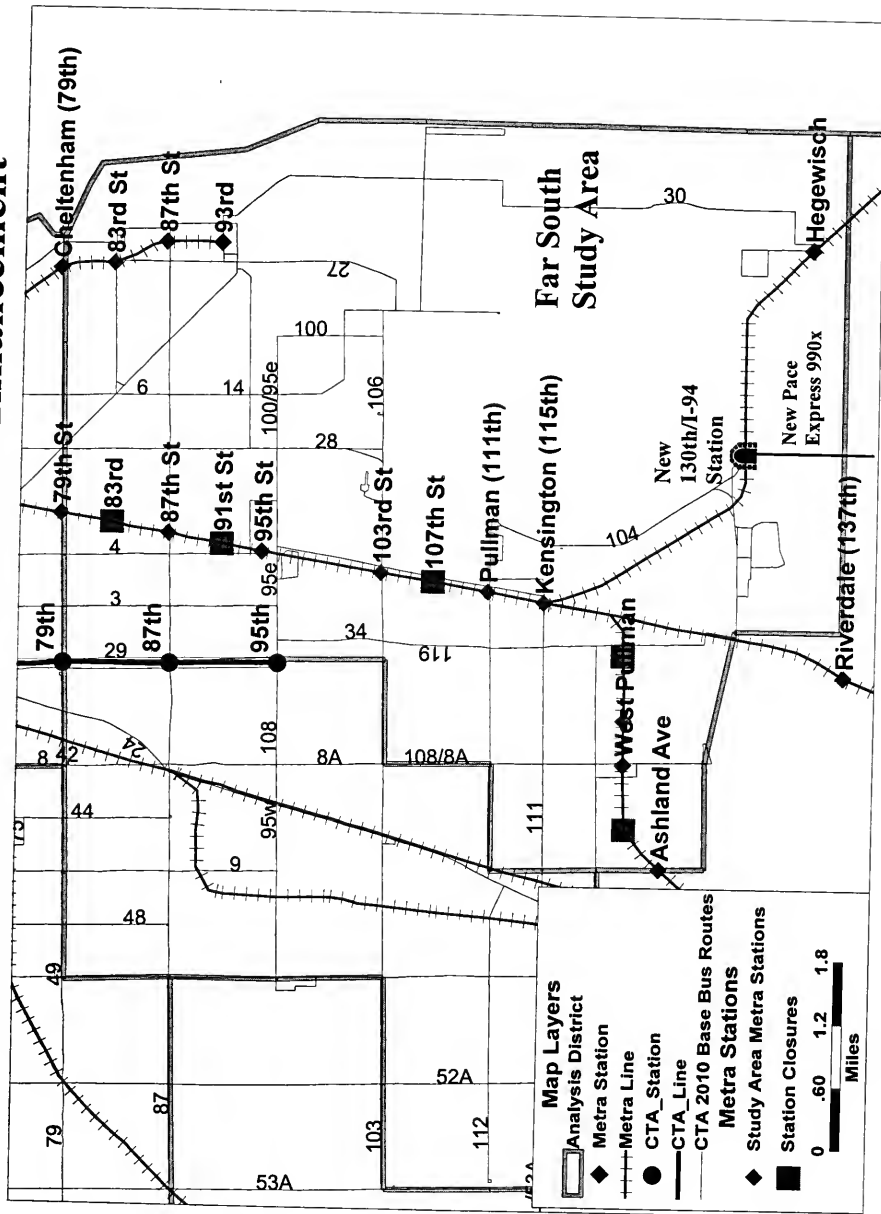 Cheltenham (79th)
83rd St
87th St
93rd
79th St
83rd
87th St
91st St
95th St
103rd St
107th St
Pullman (111th)
Kensington (115th)
79th
87th
95th
West Pullman
Ashland Ave
Riverdale (137th)
Hegewisch
Far South
Study Area
New
130th/I-94
Station
New Pace
Express 990x
27
30
6
14
100
100/95e
106
28
4
95e
3
29
34
119
104
8
42
24
44
108
8A
108/8A
95w
9
111
48
49
75
79
87
103
112
52A
53A
Map Layers
Analysis District
Metra Station
Metra Line
CTA_Station
CTA_Line
CTA 2010 Base Bus Routes
Metra Stations
Study Area Metra Stations
Station Closures
0 .60 1.2 1.8
Miles